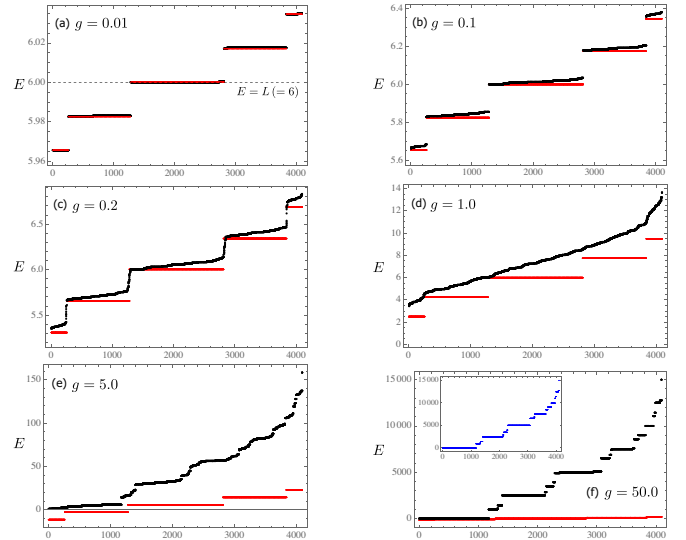 (a) g = 0.01
6.02
6.00
5.98
5.96
E
E = L (= 6)
0 1000 2000 3000 4000
(b) g = 0.1
6.4
6.2
6.0
5.8
5.6
E
0 1000 2000 3000 4000
(c) g = 0.2
6.5
6.0
5.5
E
0 1000 2000 3000 4000
(d) g = 1.0
14
12
10
8
6
4
2
0
E
0 1000 2000 3000 4000
(e) g = 5.0
150
100
50
0
E
0 1000 2000 3000 4000
15000
10000
5000
0
E
15000
10000
5000
0
0 1000 2000 3000 4000
(f) g = 50.0
0 1000 2000 3000 4000